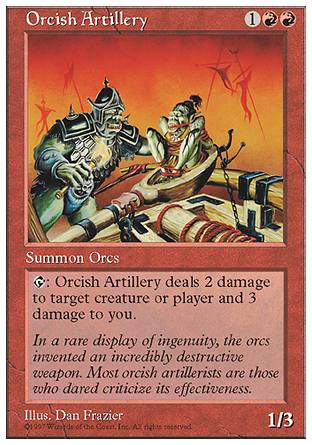 Orcish Artillery 1
Summon Orcs
: Orcish Artillery deals 2 damage
to target creature or player and 3
damage to you.
In a rare display of ingenuity, the orcs
invented an incredibly destructive
weapon. Most orcish artillerists are those
who dared criticize its effectiveness.
Illus. Dan Frazier
©1997 Wizards of the Coast, Inc. All rights reserved.
1/3